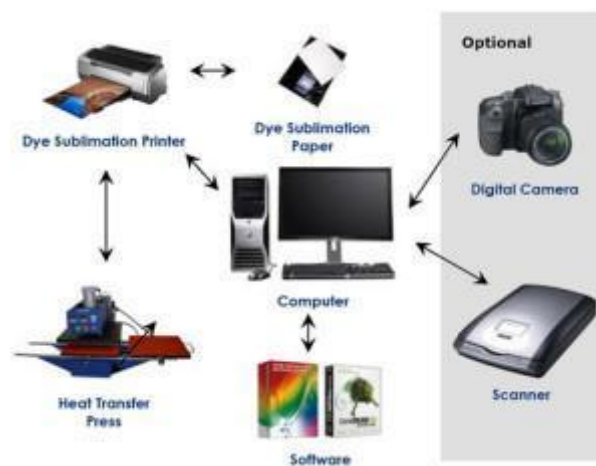 Optional
Dye Sublimation Printer
Dye Sublimation
Paper
Digital Camera
Computer
Heat Transfer
Press
Scanner
Software